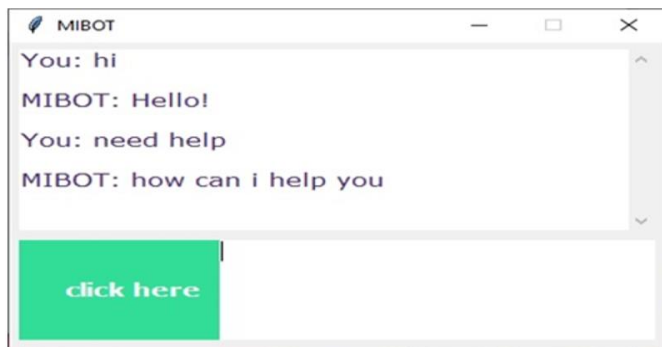 MIBOT
You: hi
MIBOT: Hello!
You: need help
MIBOT: how can i help you
click here